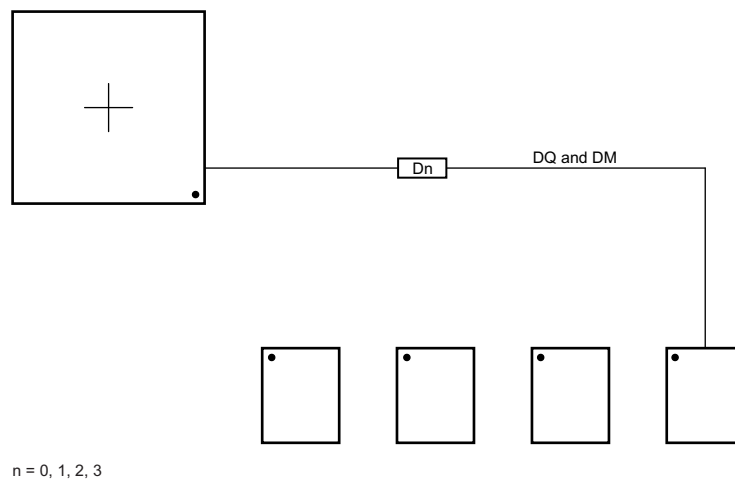 DQ and DM
Dn
n = 0, 1, 2, 3